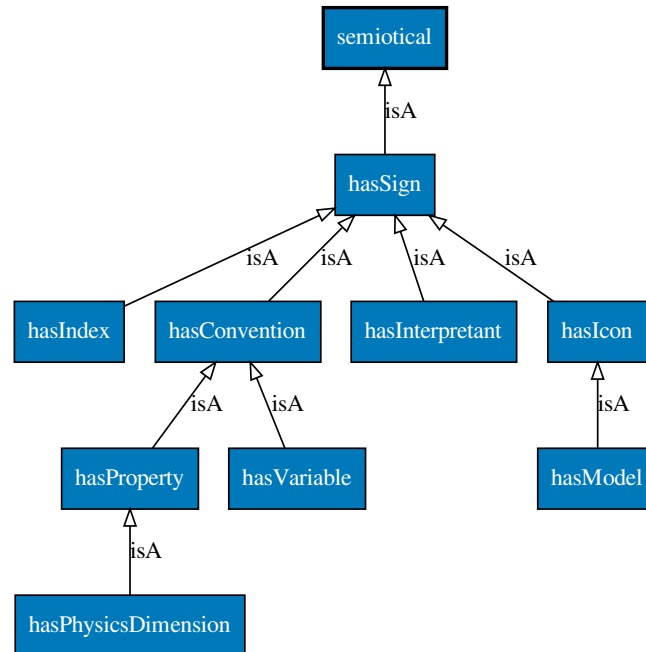 semiotical
isA
hasSign
isA
isA
isA
isA
hasIndex
hasConvention
hasInterpretant
hasIcon
isA
isA
isA
hasProperty
hasVariable
hasModel
isA
hasPhysicsDimension